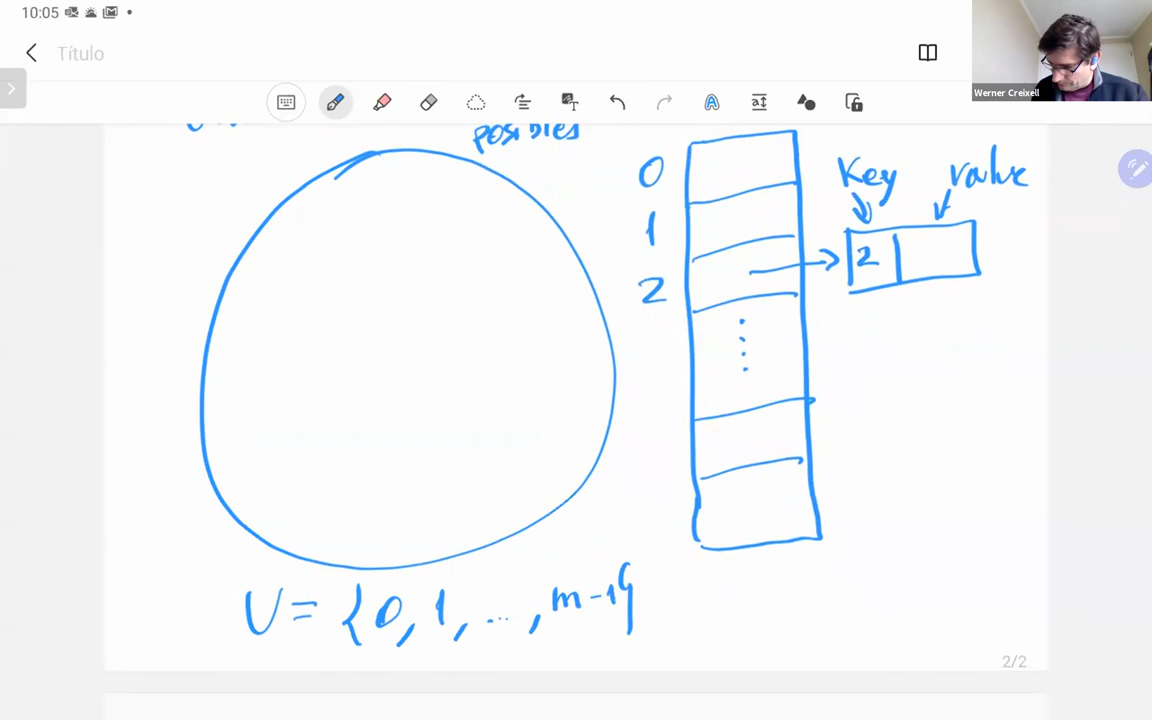 10:05
Título
Werner Creixell
posibles
0
1
2
Key value
2
U = {0, 1, ..., m-1}
2/2